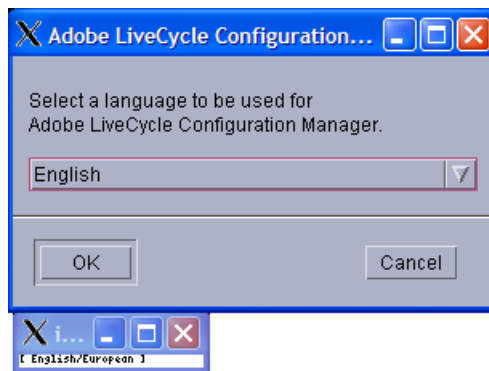 Adobe LiveCycle Configuration...
Select a language to be used for
Adobe LiveCycle Configuration Manager.
English
OK Cancel
i...
[ English/European ]